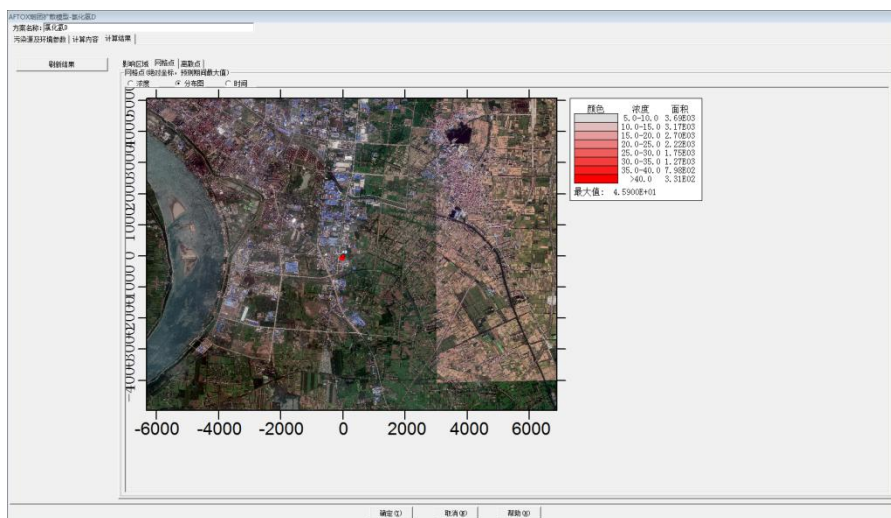 AFTOX烟团扩散模型-氯化氢D
方案名称: 氯化氢D
污染源及环境参数 计算内容 计算结果
刷新结果
影响区域 网格点 离散点
网格点(绝对坐标, 预测期间最大值)
浓度 分布图 时间
颜色 浓度 面积
5.0-10.0 3.69E03
10.0-15.0 3.17E03
15.0-20.0 2.70E03
20.0-25.0 2.22E03
25.0-30.0 1.75E03
30.0-35.0 1.27E03
35.0-40.0 7.98E02
>40.0 3.31E02
最大值: 4.5900E+01
-6000 -4000 -2000 0 2000 4000 6000
确定(I) 取消(X) 帮助(H)